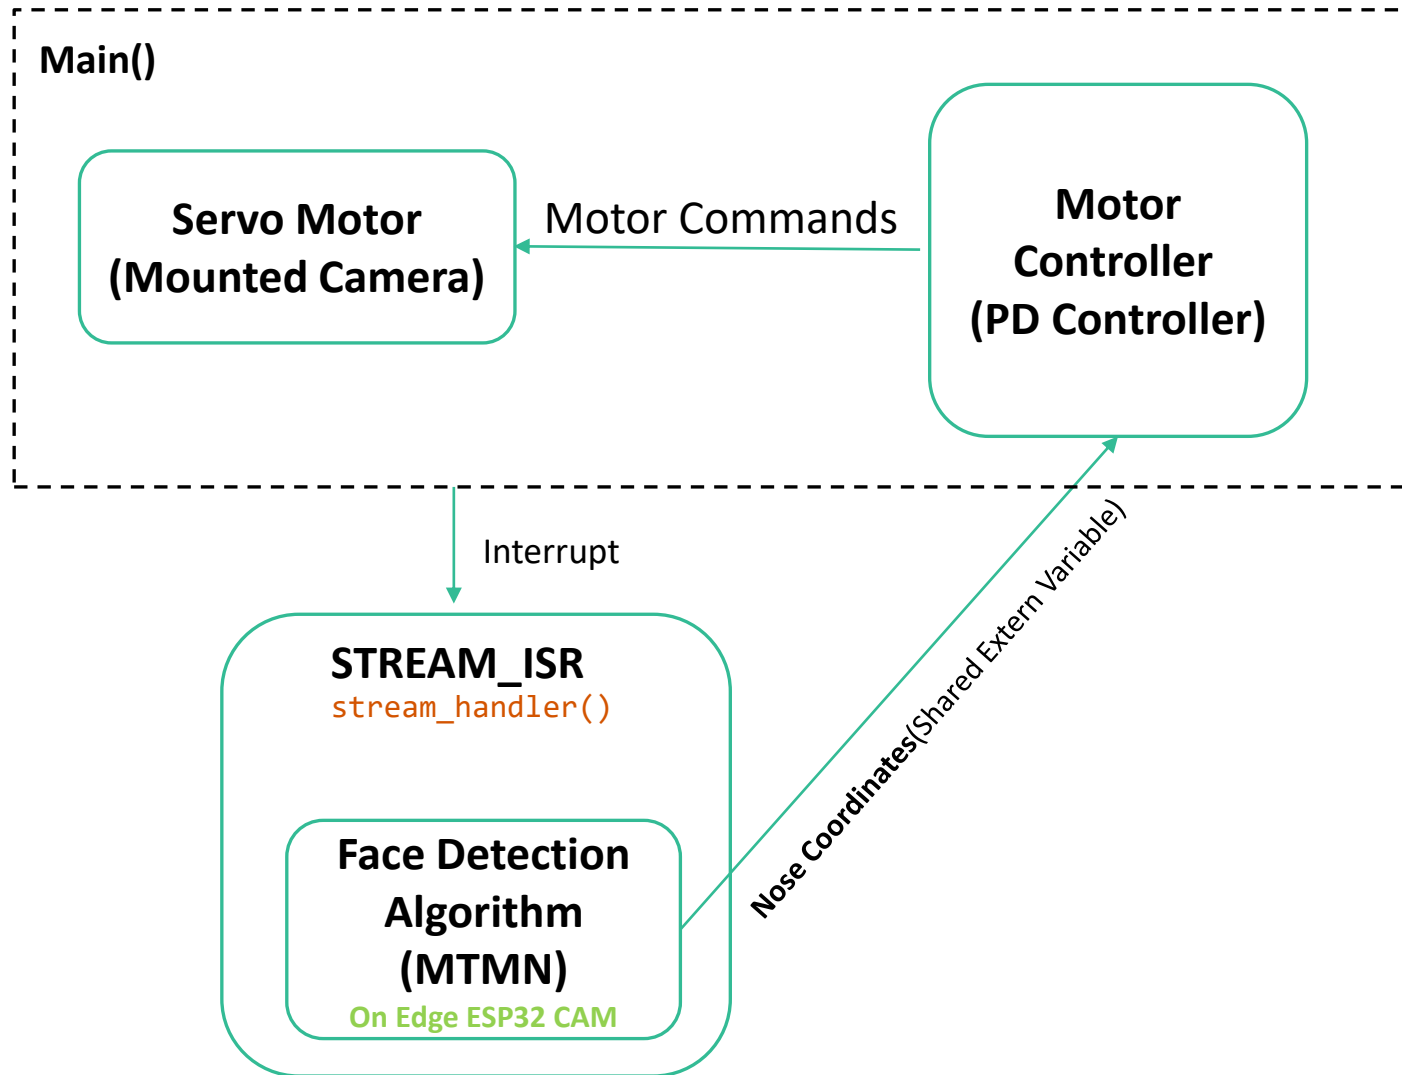 Main()
Servo Motor
(Mounted Camera)
Motor Commands
Motor
Controller
(PD Controller)
Interrupt
Nose Coordinates(Shared Extern Variable)
STREAM_ISR
stream_handler()
Face Detection
Algorithm
(MTMN)
On Edge ESP32 CAM